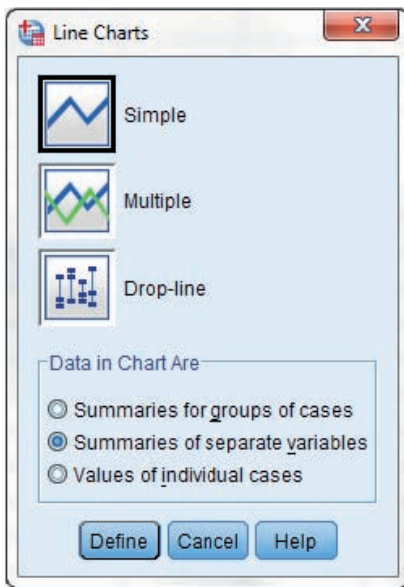 Line Charts
Simple
Multiple
Drop-line
Data in Chart Are
Summaries for groups of cases
Summaries of separate variables
Values of individual cases
Define Cancel Help